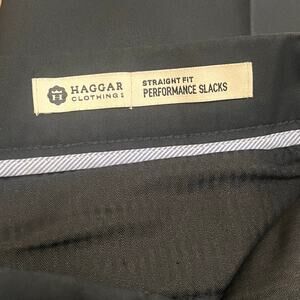 HAGGAR
CLOTHING
STRAIGHT FIT
PERFORMANCE SLACKS